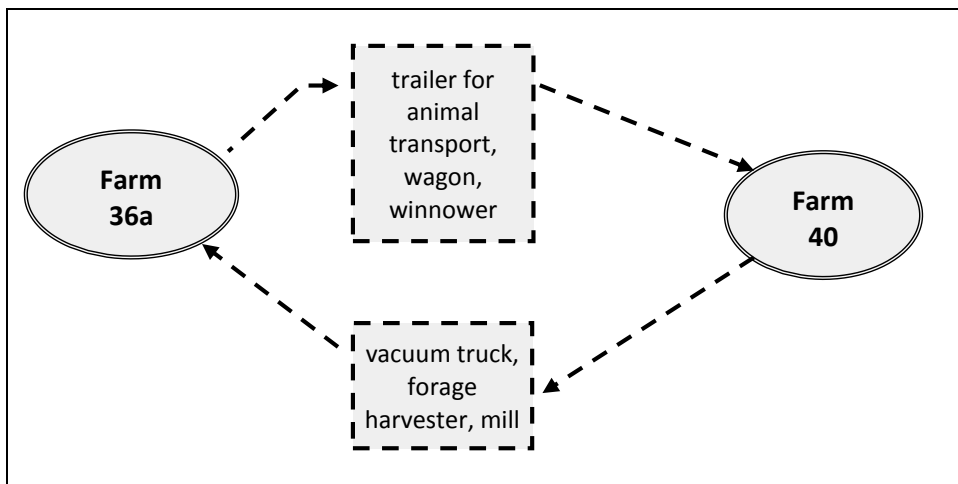 trailer for
animal
transport,
wagon,
winnower
Farm
36a
Farm
40
vacuum truck,
forage
harvester, mill